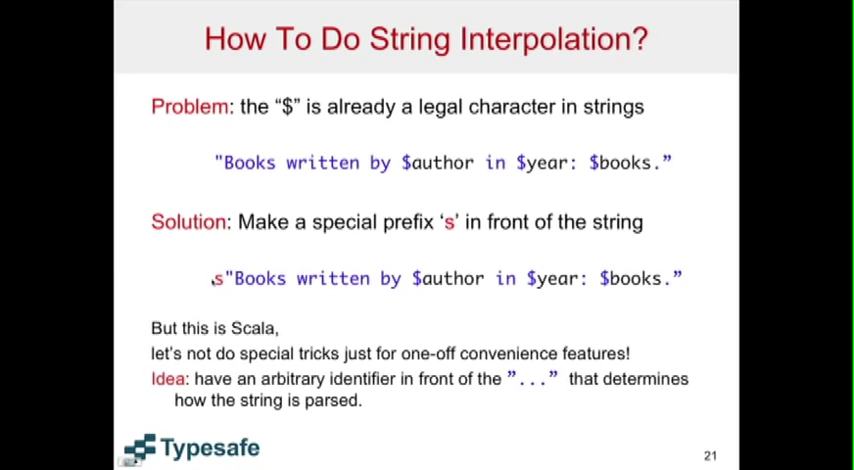 How To Do String Interpolation?
Problem: the “$” is already a legal character in strings
"Books written by $author in $year: $books.”
Solution: Make a special prefix ‘s’ in front of the string
s"Books written by $author in $year: $books.”
But this is Scala,
let’s not do special tricks just for one-off convenience features!
Idea: have an arbitrary identifier in front of the ”...” that determines
how the string is parsed.
Typesafe
21